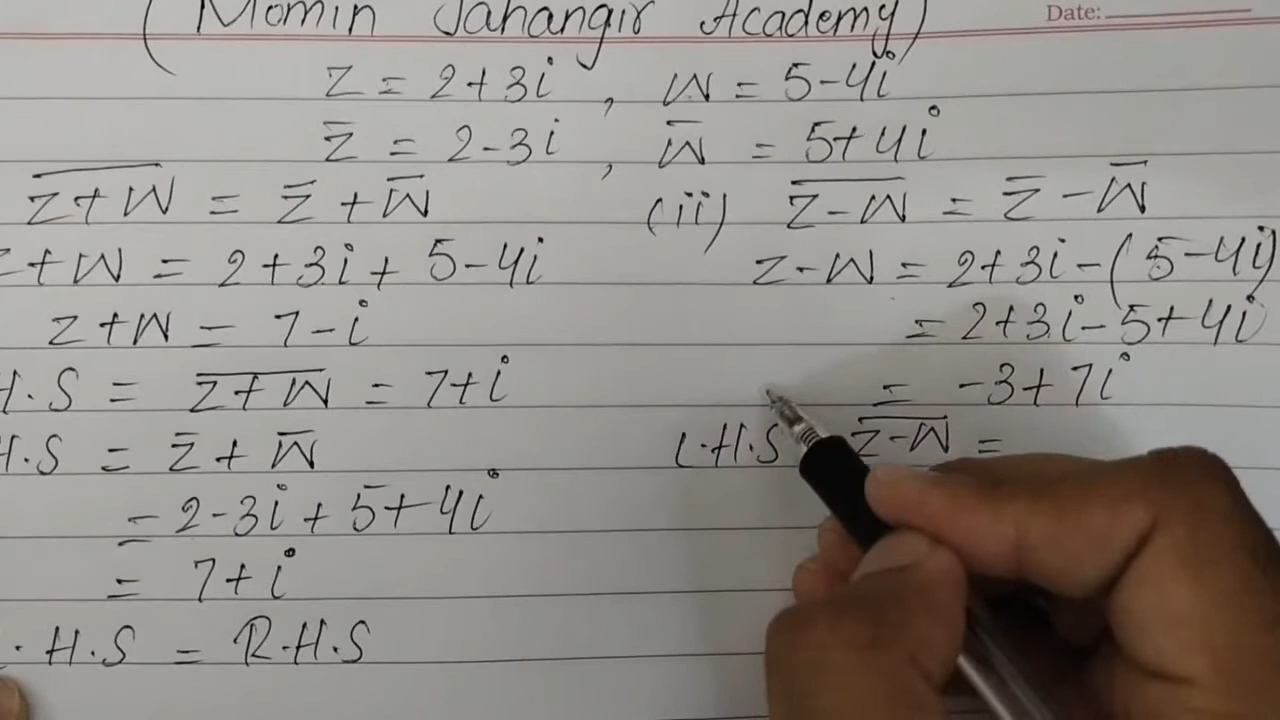 (Momin Jahangir Academy)
Date:
z = 2+3i , w = 5-4i
z̅ = 2-3i , w̅ = 5+4i
z̅+̅w̅ = z̅ + w̅
z+w = 2+3i + 5-4i
z+w = 7-i
H.S = z̅+̅w̅ = 7+i
H.S = z̅ + w̅
= 2-3i + 5+4i
= 7+i
. H.S = R.H.S
(ii) z̅-̅w̅ = z̅ - w̅
z-w = 2+3i-(5-4i)
= 2+3i-5+4i
= -3+7i
L.H.S z̅-̅w̅ =